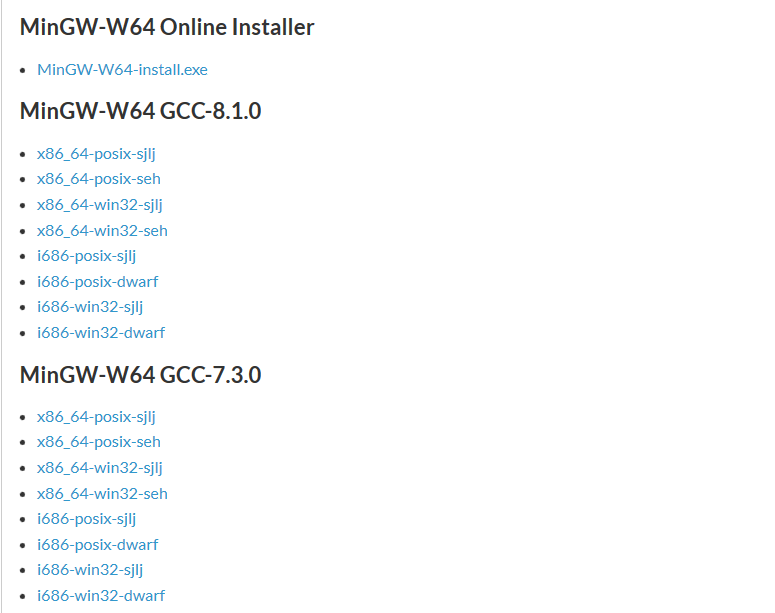 MinGW-W64 Online Installer
MinGW-W64-install.exe
MinGW-W64 GCC-8.1.0
x86_64-posix-sjlj
x86_64-posix-seh
x86_64-win32-sjlj
x86_64-win32-seh
i686-posix-sjlj
i686-posix-dwarf
i686-win32-sjlj
i686-win32-dwarf
MinGW-W64 GCC-7.3.0
x86_64-posix-sjlj
x86_64-posix-seh
x86_64-win32-sjlj
x86_64-win32-seh
i686-posix-sjlj
i686-posix-dwarf
i686-win32-sjlj
i686-win32-dwarf